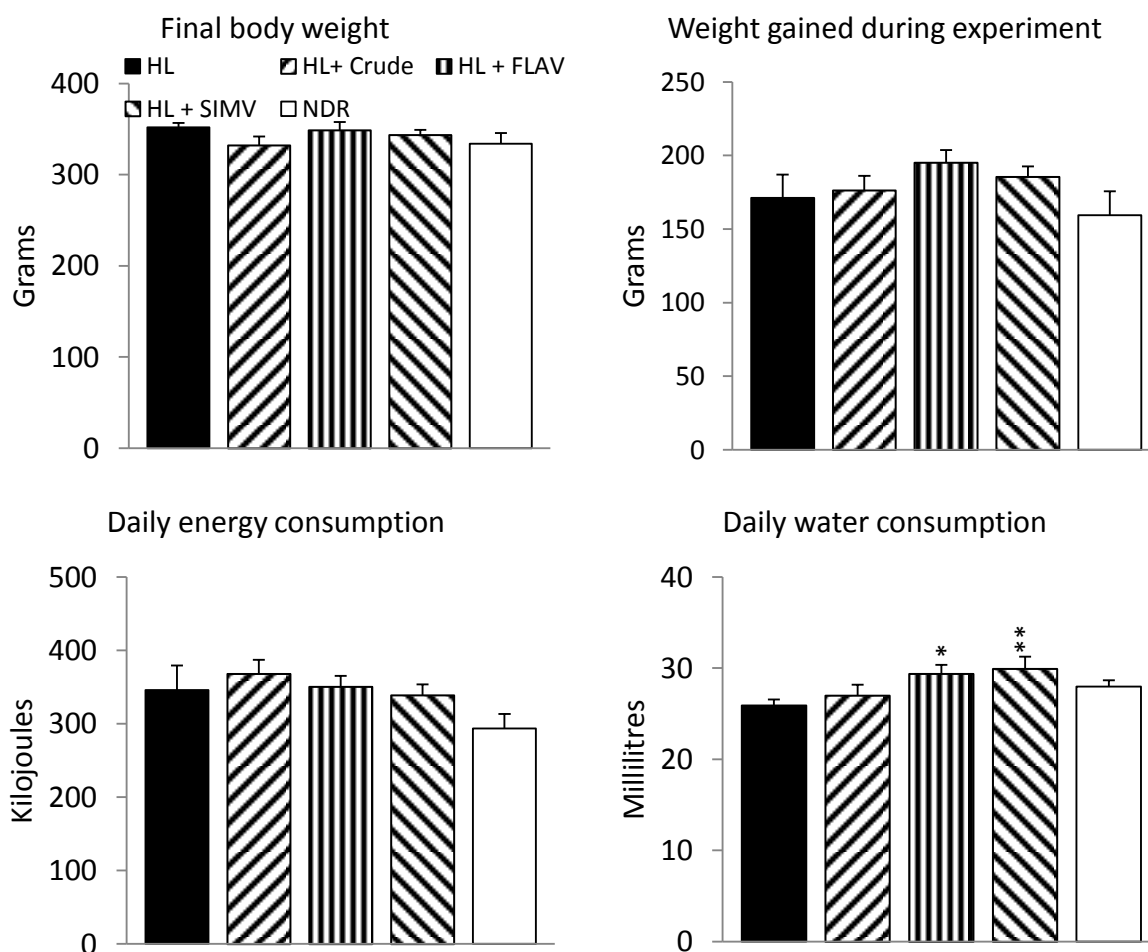 Final body weight
HL HL+ Crude HL + FLAV
HL + SIMV NDR
400
300
200
100
0
Grams
Weight gained during experiment
250
200
150
100
50
0
Grams
Daily energy consumption
500
400
300
200
100
0
Kilojoules
Daily water consumption
40
30
20
10
0
Millilitres
*
**